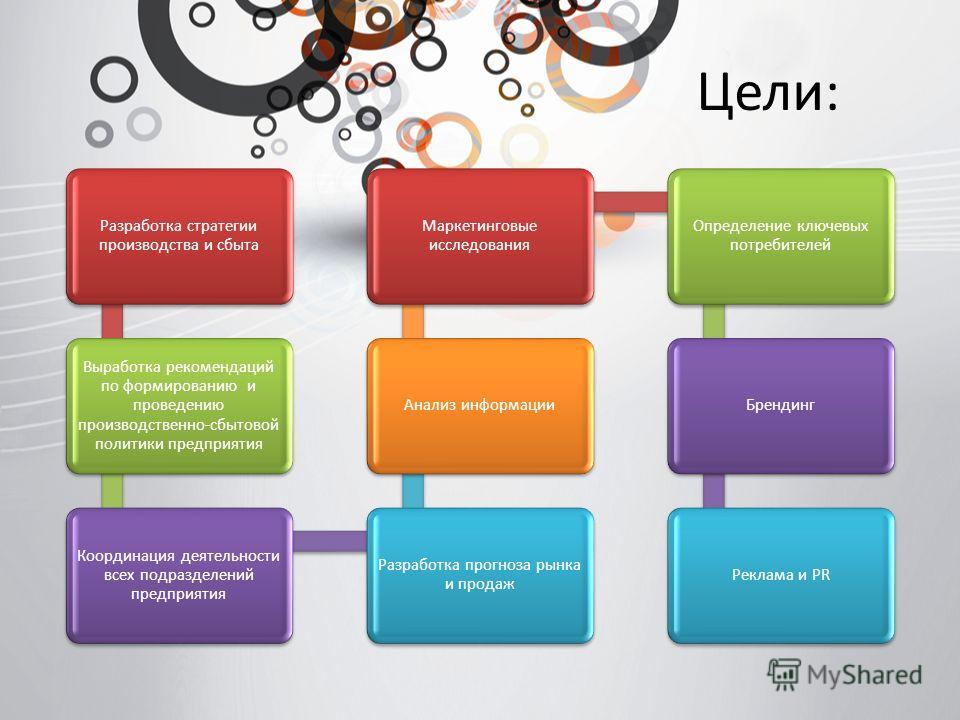 Цели:
Разработка стратегии
производства и сбыта
Выработка рекомендаций
по формированию и
проведению
производственно-сбытовой
политики предприятия
Координация деятельности
всех подразделений
предприятия
Разработка прогноза рынка
и продаж
Анализ информации
Маркетинговые
исследования
Определение ключевых
потребителей
Брендинг
Реклама и PR
MyShared